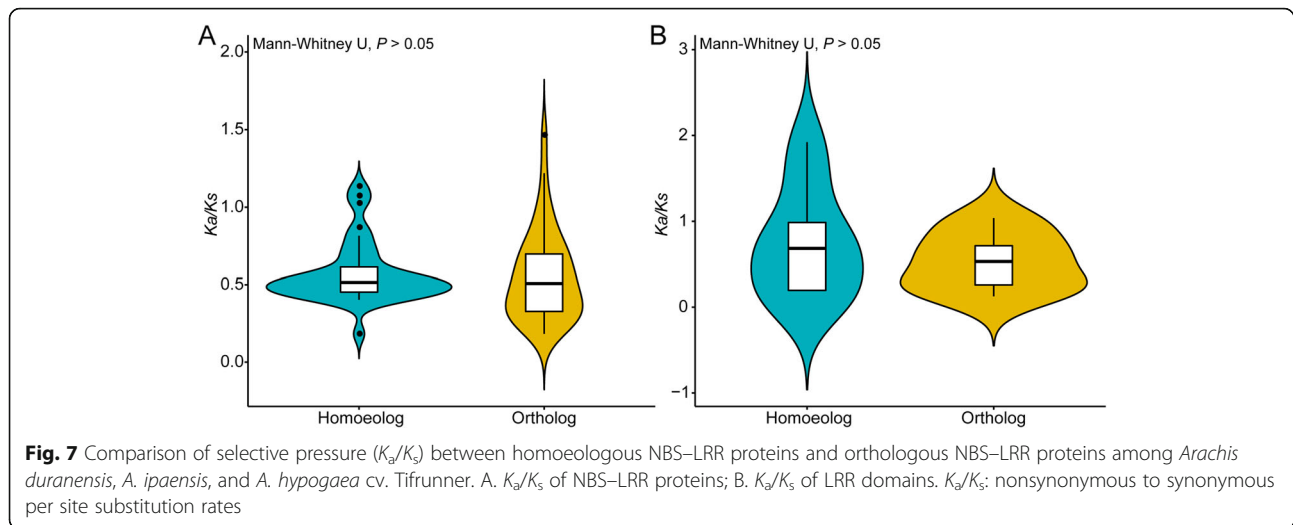 A
Mann-Whitney U, P > 0.05
2.0
1.5
1.0
0.5
0.0
Ka/Ks
Homoeolog
Ortholog
B
Mann-Whitney U, P > 0.05
3
2
1
0
−1
Ka/Ks
Homoeolog
Ortholog
Fig. 7 Comparison of selective pressure (Ka/Ks) between homoeologous NBS–LRR proteins and orthologous NBS–LRR proteins among Arachis
duranensis, A. ipaensis, and A. hypogaea cv. Tifrunner. A. Ka/Ks of NBS–LRR proteins; B. Ka/Ks of LRR domains. Ka/Ks: nonsynonymous to synonymous
per site substitution rates